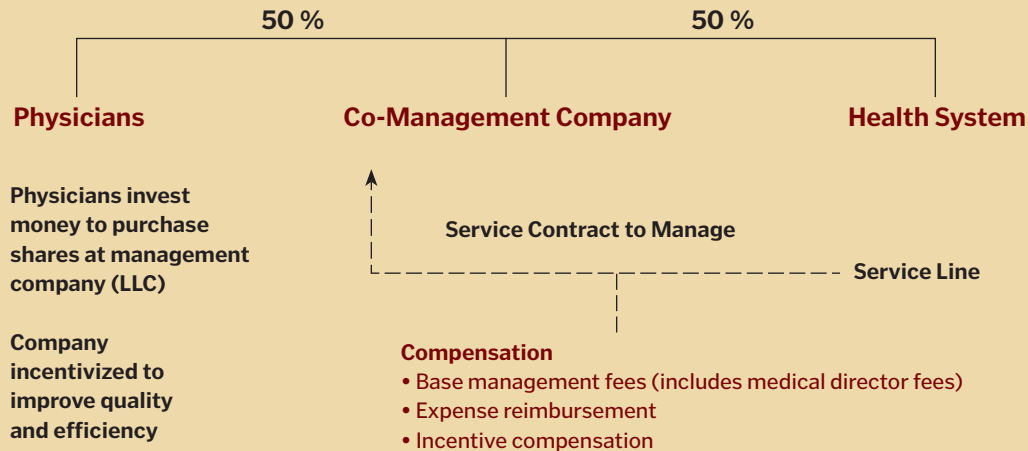 50 %
50 %
Physicians
Co-Management Company
Health System
Physicians invest
money to purchase
shares at management
company (LLC)
Service Contract to Manage
Service Line
Company
incentivized to
improve quality
and efficiency
Compensation
• Base management fees (includes medical director fees)
• Expense reimbursement
• Incentive compensation